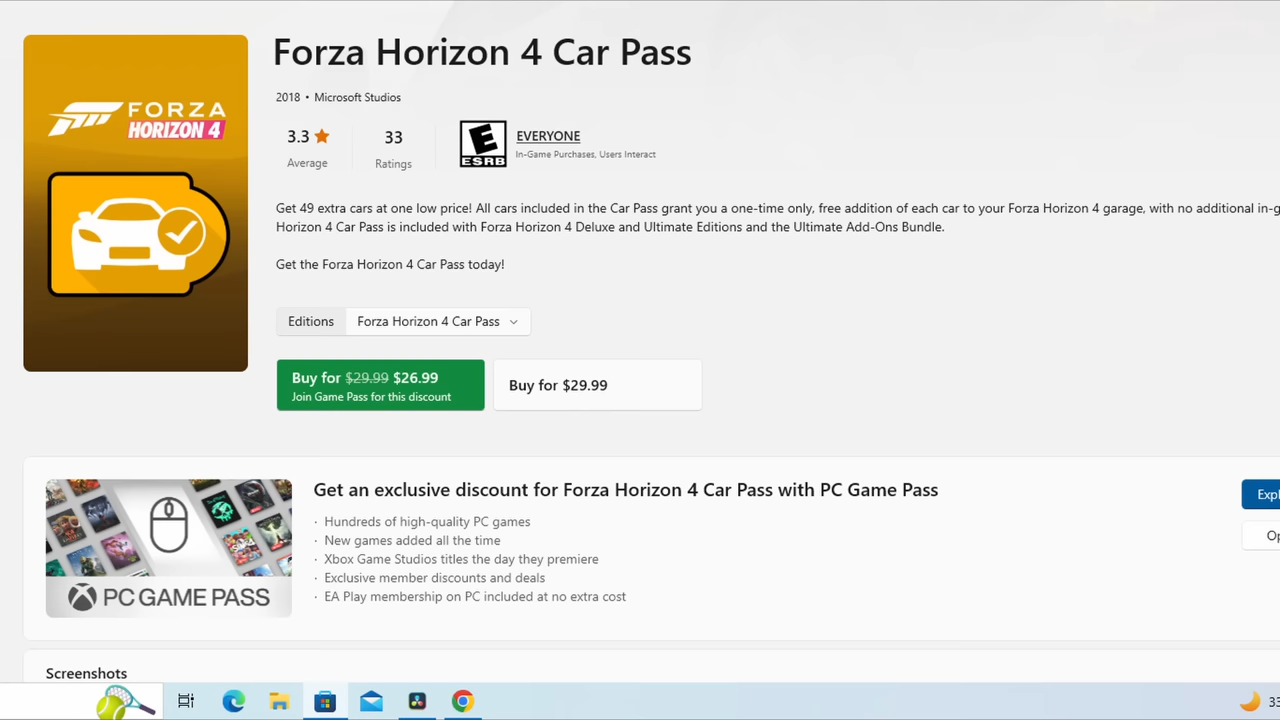 Forza Horizon 4 Car Pass
FORZA
HORIZON 4
2018 • Microsoft Studios
3.3
Average
33
Ratings
E
ESRB
EVERYONE
In-Game Purchases, Users Interact
Get 49 extra cars at one low price! All cars included in the Car Pass grant you a one-time only, free addition of each car to your Forza Horizon 4 garage, with no additional in-g
Horizon 4 Car Pass is included with Forza Horizon 4 Deluxe and Ultimate Editions and the Ultimate Add-Ons Bundle.
Get the Forza Horizon 4 Car Pass today!
Editions Forza Horizon 4 Car Pass
Buy for $29.99 $26.99
Join Game Pass for this discount
Buy for $29.99
Get an exclusive discount for Forza Horizon 4 Car Pass with PC Game Pass
· Hundreds of high-quality PC games
· New games added all the time
· Xbox Game Studios titles the day they premiere
· Exclusive member discounts and deals
· EA Play membership on PC included at no extra cost
Expl
Op
PC GAME PASS
Screenshots
33